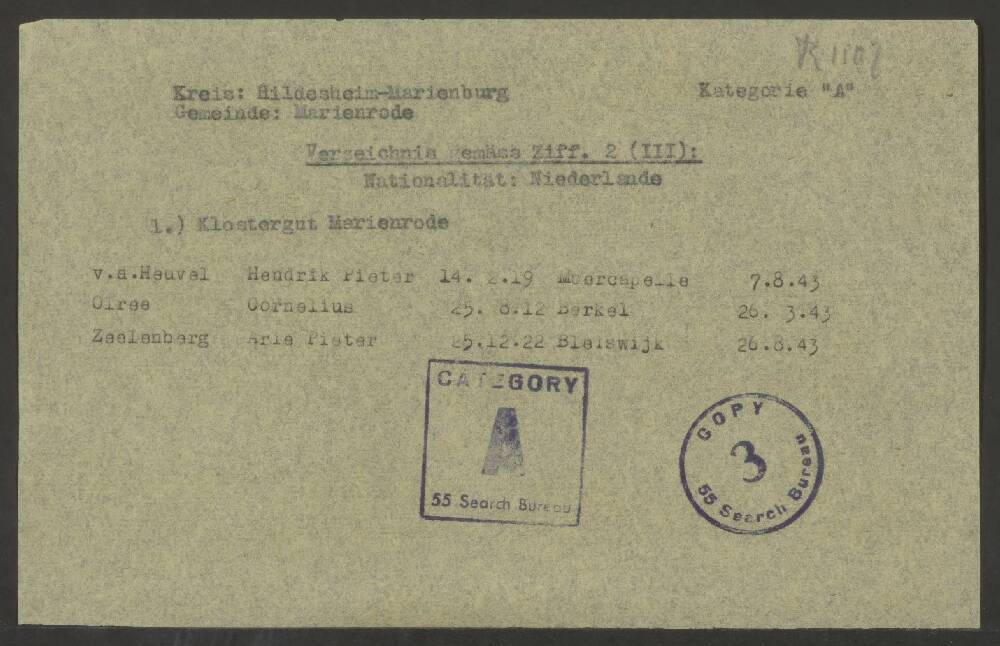 K 1107
Kreis: Hildesheim-Marienburg Kategorie "A"
Gemeinde: Marienrode
Verzeichnis gemäss Ziff. 2 (III):
Nationalität: Niederlande
1.) Klostergut Marienrode
v.d.Heuvel Hendrik Pieter 14. 2.19 Moercapelle 7.8.43
Olree Cornelius 25. 8.12 Berkel 26. 3.43
Zeelenberg Arie Pieter 25.12.22 Bleiswijk 26.8.43
CATEGORY
A
55 Search Bureau
COPY
3
55 Search Bureau